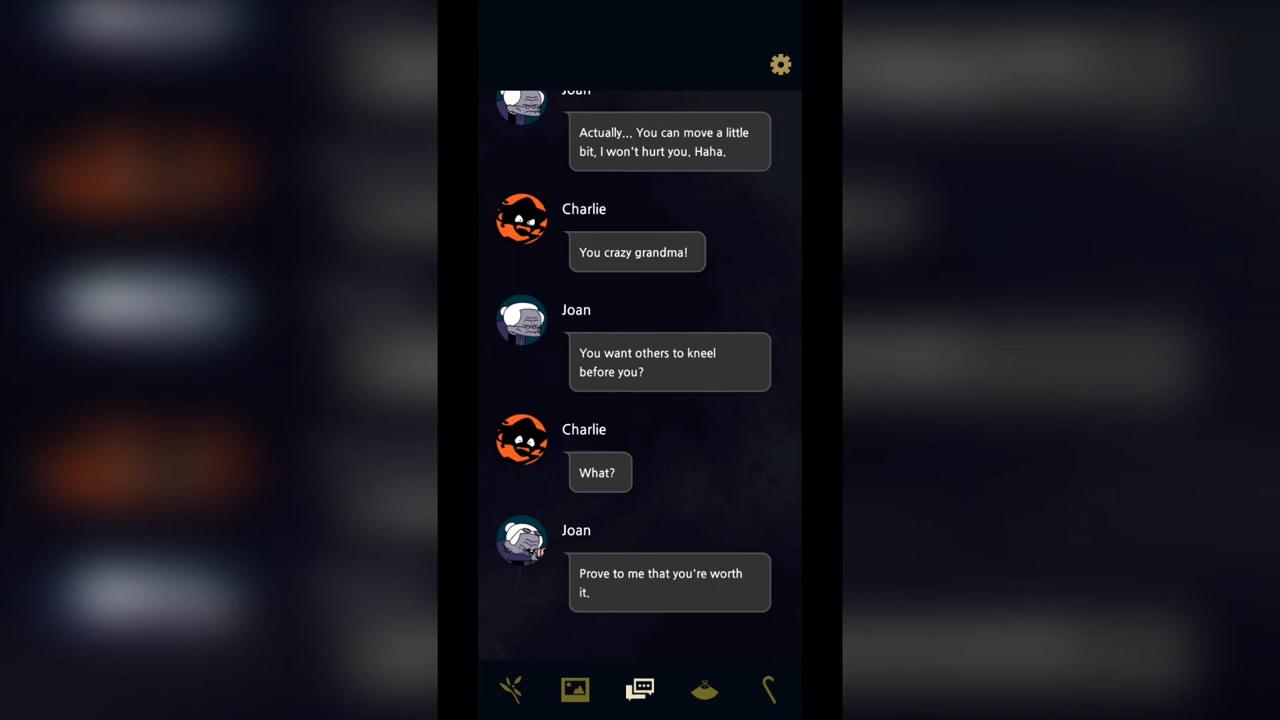 Joan
Actually... You can move a little
bit, I won't hurt you. Haha.
Charlie
You crazy grandma!
Joan
You want others to kneel
before you?
Charlie
What?
Joan
Prove to me that you're worth
it.